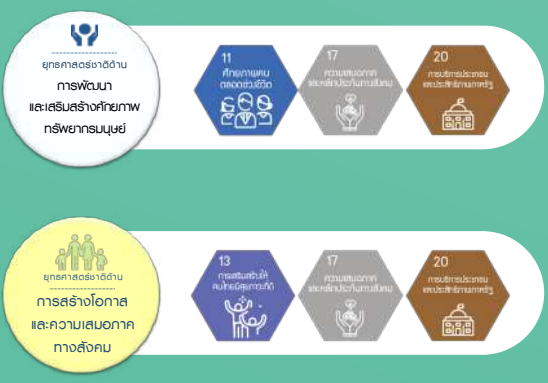 ยุทธศาสตร์ชาติด้าน
การพัฒนา
และเสริมสร้างศักยภาพ
ทรัพยากรมนุษย์
11
ศักยภาพคน
ตลอดช่วงชีวิต
17
ความเสมอภาค
และหลักประกันทางสังคม
20
การบริการประชาชน
และประสิทธิภาพภาครัฐ
ยุทธศาสตร์ชาติด้าน
การสร้างโอกาส
และความเสมอภาค
ทางสังคม
13
การเสริมสร้างให้
คนไทยมีสุขภาวะที่ดี
17
ความเสมอภาค
และหลักประกันทางสังคม
20
การบริการประชาชน
และประสิทธิภาพภาครัฐ